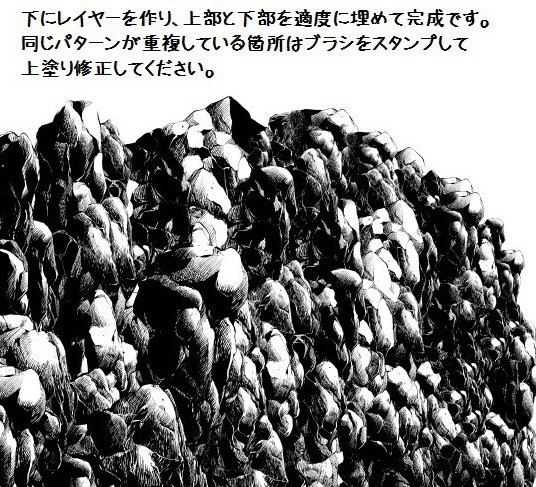 下にレイヤーを作り、上部と下部を適度に埋めて完成です。
同じパターンが重複している箇所はブラシをスタンプして
上塗り修正してください。